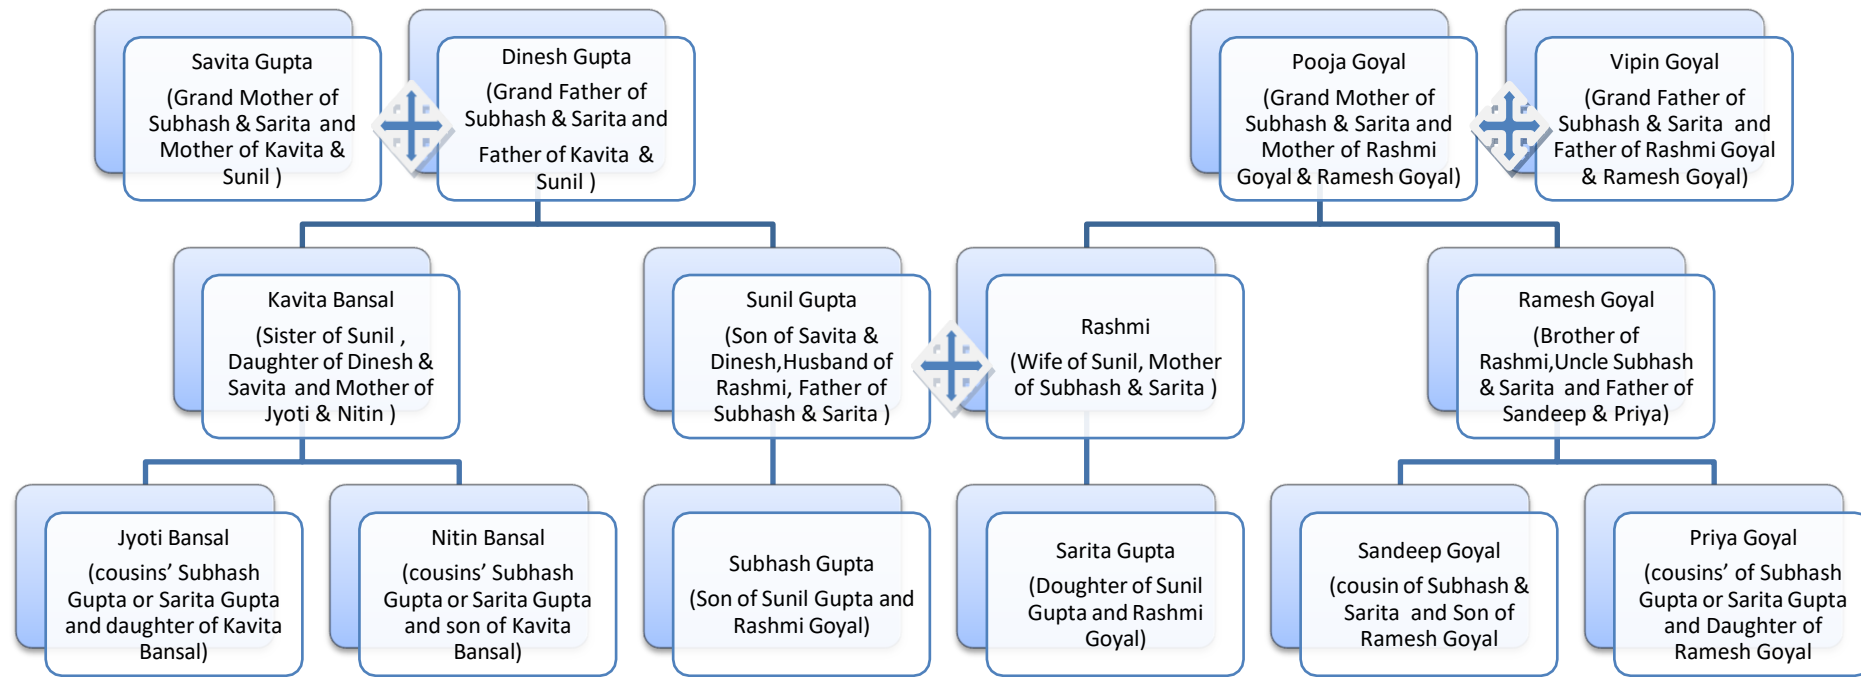 Savita Gupta
(Grand Mother of
Subhash & Sarita and
Mother of Kavita &
Sunil )
Dinesh Gupta
(Grand Father of
Subhash & Sarita and
Father of Kavita &
Sunil )
Pooja Goyal
(Grand Mother of
Subhash & Sarita and
Mother of Rashmi
Goyal & Ramesh Goyal)
Vipin Goyal
(Grand Father of
Subhash & Sarita and
Father of Rashmi Goyal
& Ramesh Goyal)
Kavita Bansal
(Sister of Sunil ,
Daughter of Dinesh &
Savita and Mother of
Jyoti & Nitin )
Sunil Gupta
(Son of Savita &
Dinesh,Husband of
Rashmi, Father of
Subhash & Sarita )
Rashmi
(Wife of Sunil, Mother
of Subhash & Sarita )
Ramesh Goyal
(Brother of
Rashmi,Uncle Subhash
& Sarita and Father of
Sandeep & Priya)
Jyoti Bansal
(cousins’ Subhash
Gupta or Sarita Gupta
and daughter of Kavita
Bansal)
Nitin Bansal
(cousins’ Subhash
Gupta or Sarita Gupta
and son of Kavita
Bansal)
Subhash Gupta
(Son of Sunil Gupta and
Rashmi Goyal)
Sarita Gupta
(Doughter of Sunil
Gupta and Rashmi
Goyal)
Sandeep Goyal
(cousin of Subhash &
Sarita and Son of
Ramesh Goyal
Priya Goyal
(cousins’ of Subhash
Gupta or Sarita Gupta
and Daughter of
Ramesh Goyal